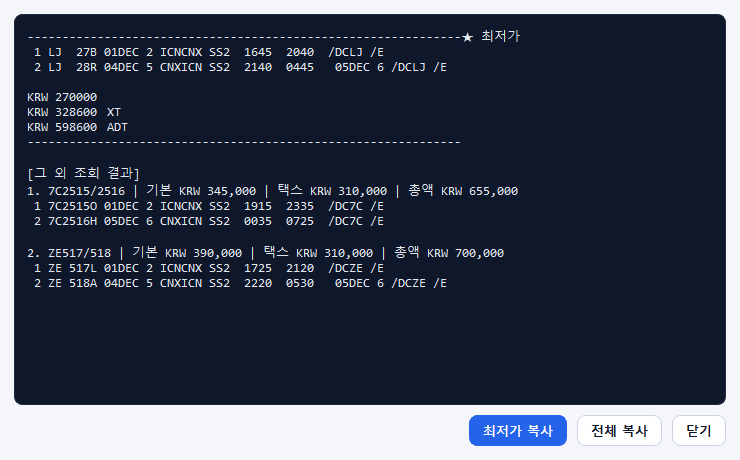 --------------------------------------------------------------★ 최저가
1 LJ  27B 01DEC 2 ICNCNX SS2  1645  2040  /DCLJ /E
2 LJ  28R 04DEC 5 CNXICN SS2  2140  0445   05DEC 6 /DCLJ /E
KRW 270000
KRW 328600 XT
KRW 598600 ADT
--------------------------------------------------------------
[그 외 조회 결과]
1. 7C2515/2516 | 기본 KRW 345,000 | 택스 KRW 310,000 | 총액 KRW 655,000
1 7C2515O 01DEC 2 ICNCNX SS2  1915  2335  /DC7C /E
2 7C2516H 05DEC 6 CNXICN SS2  0035  0725  /DC7C /E
2. ZE517/518 | 기본 KRW 390,000 | 택스 KRW 310,000 | 총액 KRW 700,000
1 ZE 517L 01DEC 2 ICNCNX SS2  1725  2120  /DCZE /E
2 ZE 518A 04DEC 5 CNXICN SS2  2220  0530   05DEC 6 /DCZE /E
최저가 복사 전체 복사 닫기